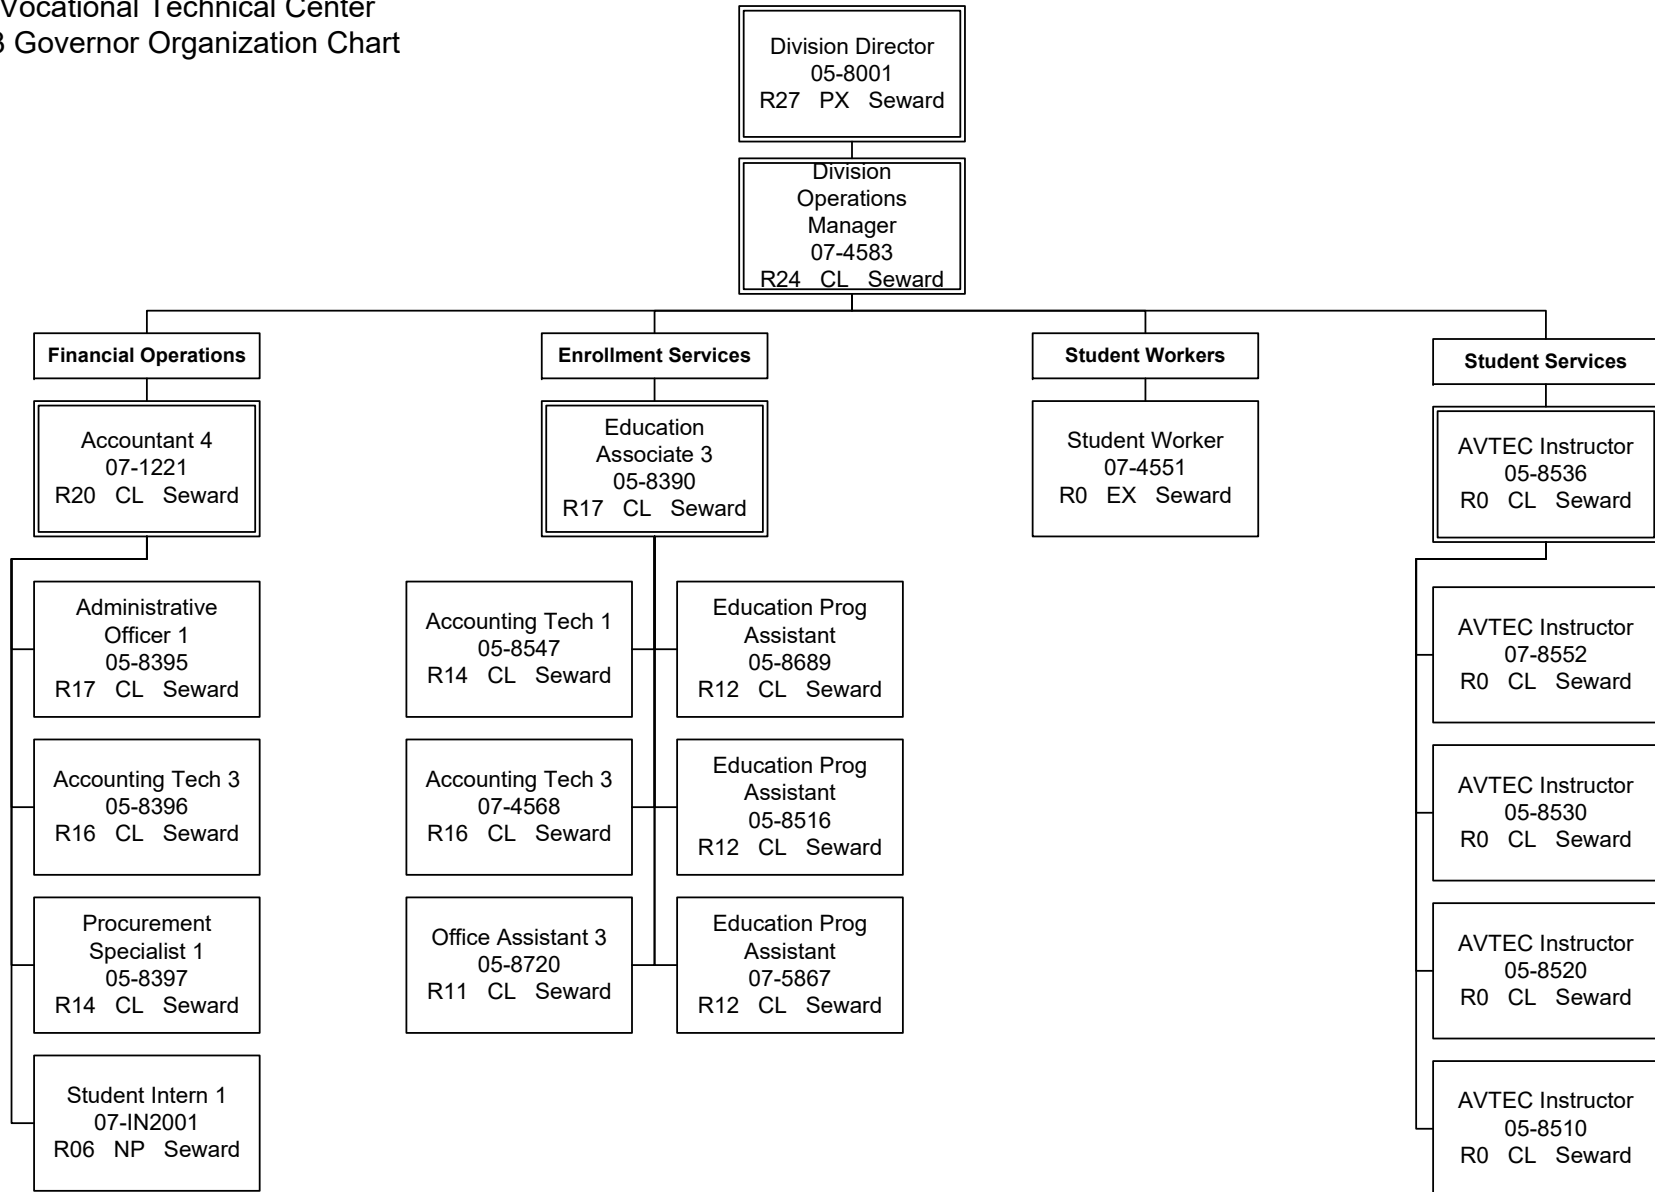 Vocational Technical Center
Governor Organization Chart
Division Director
05-8001
R27 PX Seward
Division
Operations
Manager
07-4583
R24 CL Seward
Financial Operations
Enrollment Services
Student Workers
Student Services
Accountant 4
07-1221
R20 CL Seward
Education
Associate 3
05-8390
R17 CL Seward
Student Worker
07-4551
R0 EX Seward
AVTEC Instructor
05-8536
R0 CL Seward
Administrative
Officer 1
05-8395
R17 CL Seward
Accounting Tech 1
05-8547
R14 CL Seward
Education Prog
Assistant
05-8689
R12 CL Seward
AVTEC Instructor
07-8552
R0 CL Seward
Accounting Tech 3
05-8396
R16 CL Seward
Accounting Tech 3
07-4568
R16 CL Seward
Education Prog
Assistant
05-8516
R12 CL Seward
AVTEC Instructor
05-8530
R0 CL Seward
Procurement
Specialist 1
05-8397
R14 CL Seward
Office Assistant 3
05-8720
R11 CL Seward
Education Prog
Assistant
07-5867
R12 CL Seward
AVTEC Instructor
05-8520
R0 CL Seward
Student Intern 1
07-IN2001
R06 NP Seward
AVTEC Instructor
05-8510
R0 CL Seward